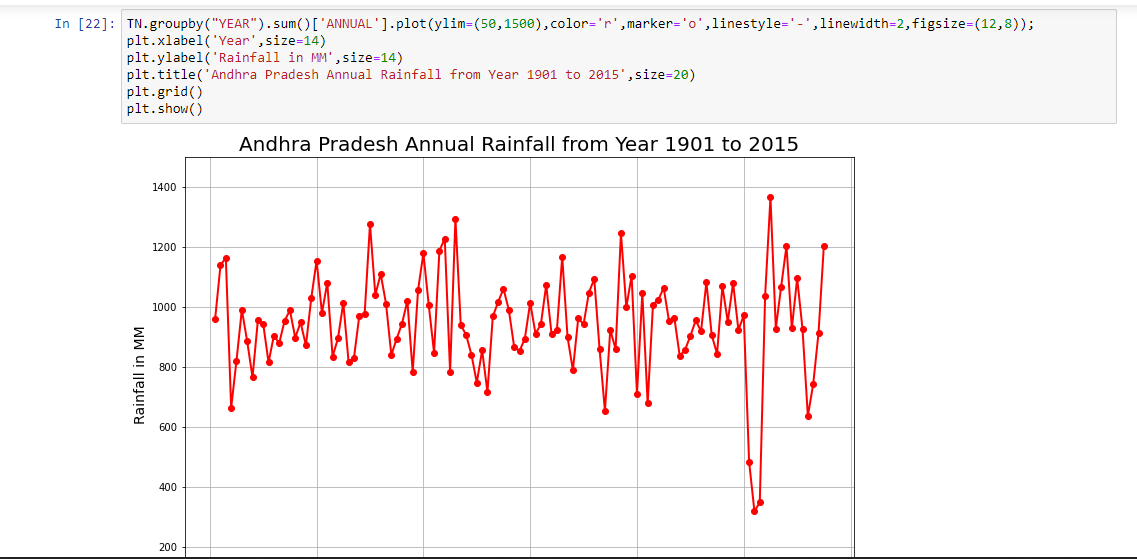 In [22]: TN.groupby("YEAR").sum()['ANNUAL'].plot(ylim=(50,1500),color='r',marker='o',linestyle='-',linewidth=2,figsize=(12,8));
plt.xlabel('Year',size=14)
plt.ylabel('Rainfall in MM',size=14)
plt.title('Andhra Pradesh Annual Rainfall from Year 1901 to 2015',size=20)
plt.grid()
plt.show()
Andhra Pradesh Annual Rainfall from Year 1901 to 2015
1400
1200
1000
800
600
400
200
Rainfall in MM